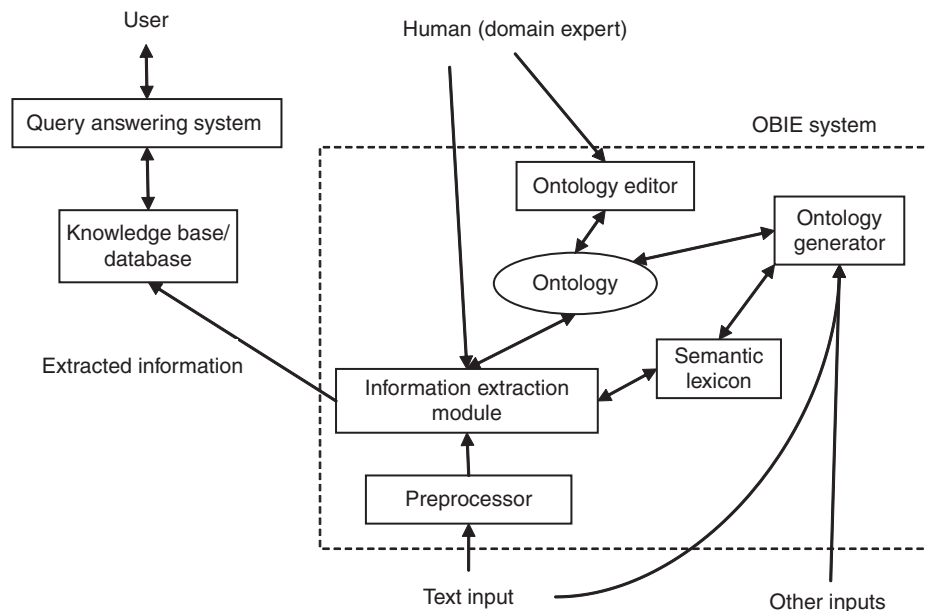 User
Human (domain expert)
Query answering system
OBIE system
Ontology editor
Ontology
generator
Knowledge base/
database
Ontology
Extracted information
Semantic
lexicon
Information extraction
module
Preprocessor
Text input
Other inputs